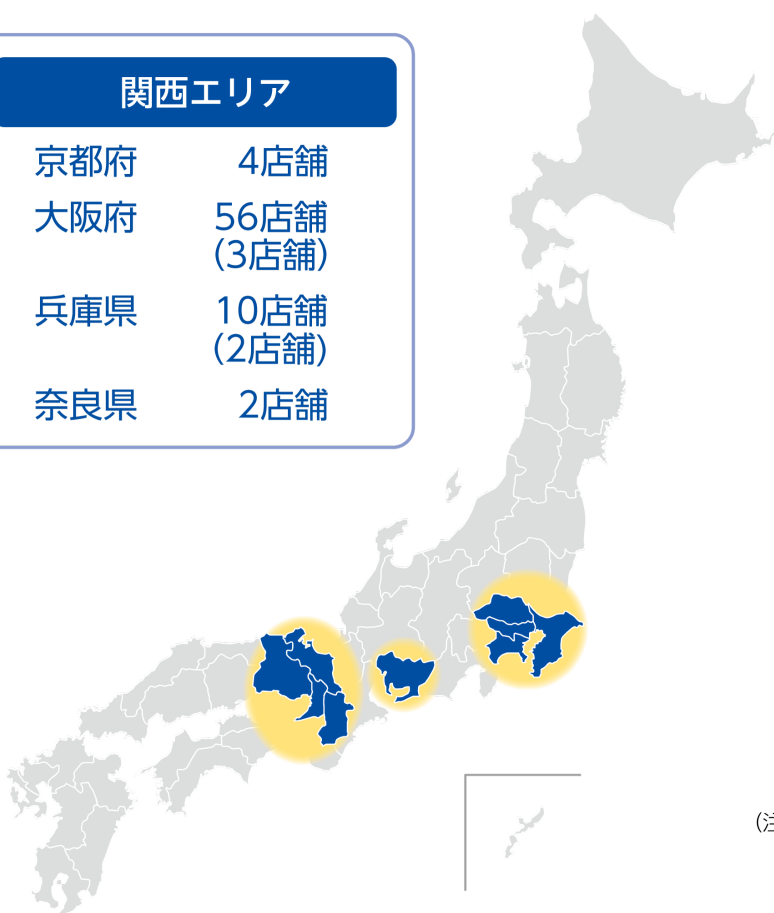 関西エリア
京都府 4店舗
大阪府 56店舗
(3店舗)
兵庫県 10店舗
(2店舗)
奈良県 2店舗
(注